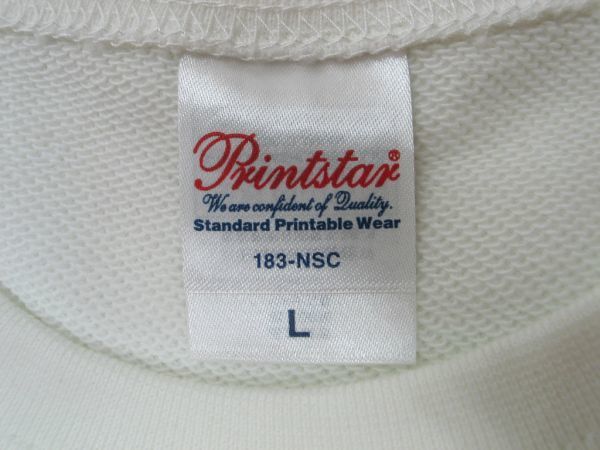 Printstar®
We are confident of Quality.
Standard Printable Wear
183-NSC
L